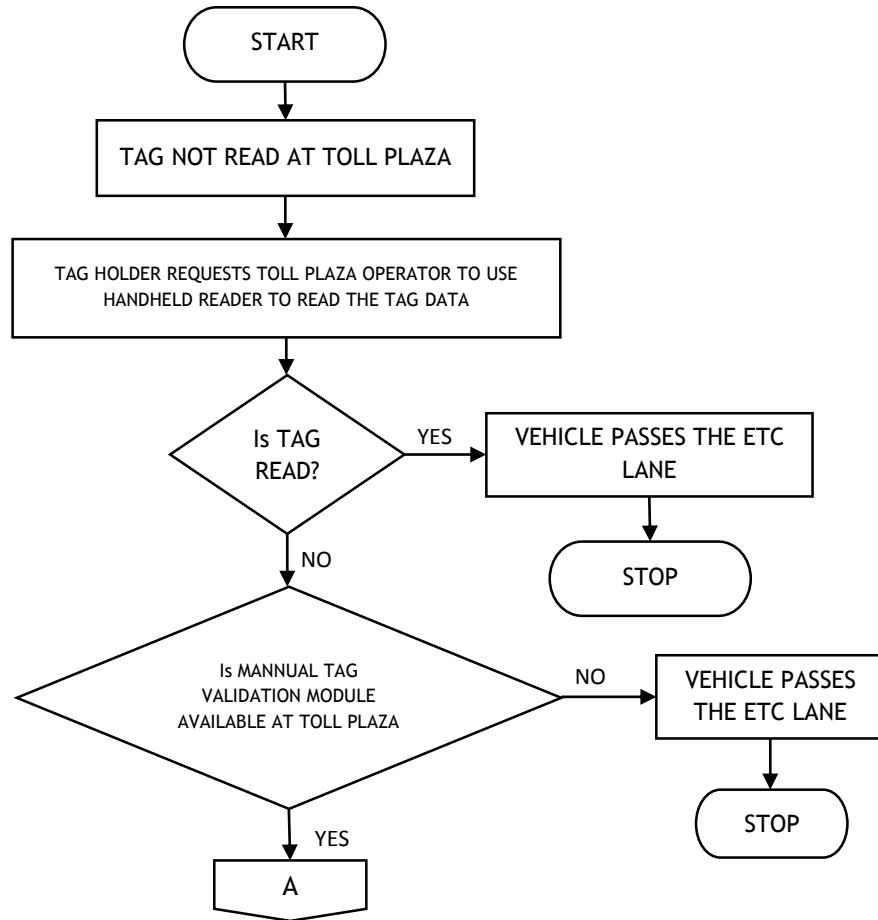 START
TAG NOT READ AT TOLL PLAZA
TAG HOLDER REQUESTS TOLL PLAZA OPERATOR TO USE
HANDHELD READER TO READ THE TAG DATA
Is TAG
READ?
YES
VEHICLE PASSES THE ETC
LANE
STOP
NO
Is MANNUAL TAG
VALIDATION MODULE
AVAILABLE AT TOLL PLAZA
NO
VEHICLE PASSES
THE ETC LANE
STOP
YES
A